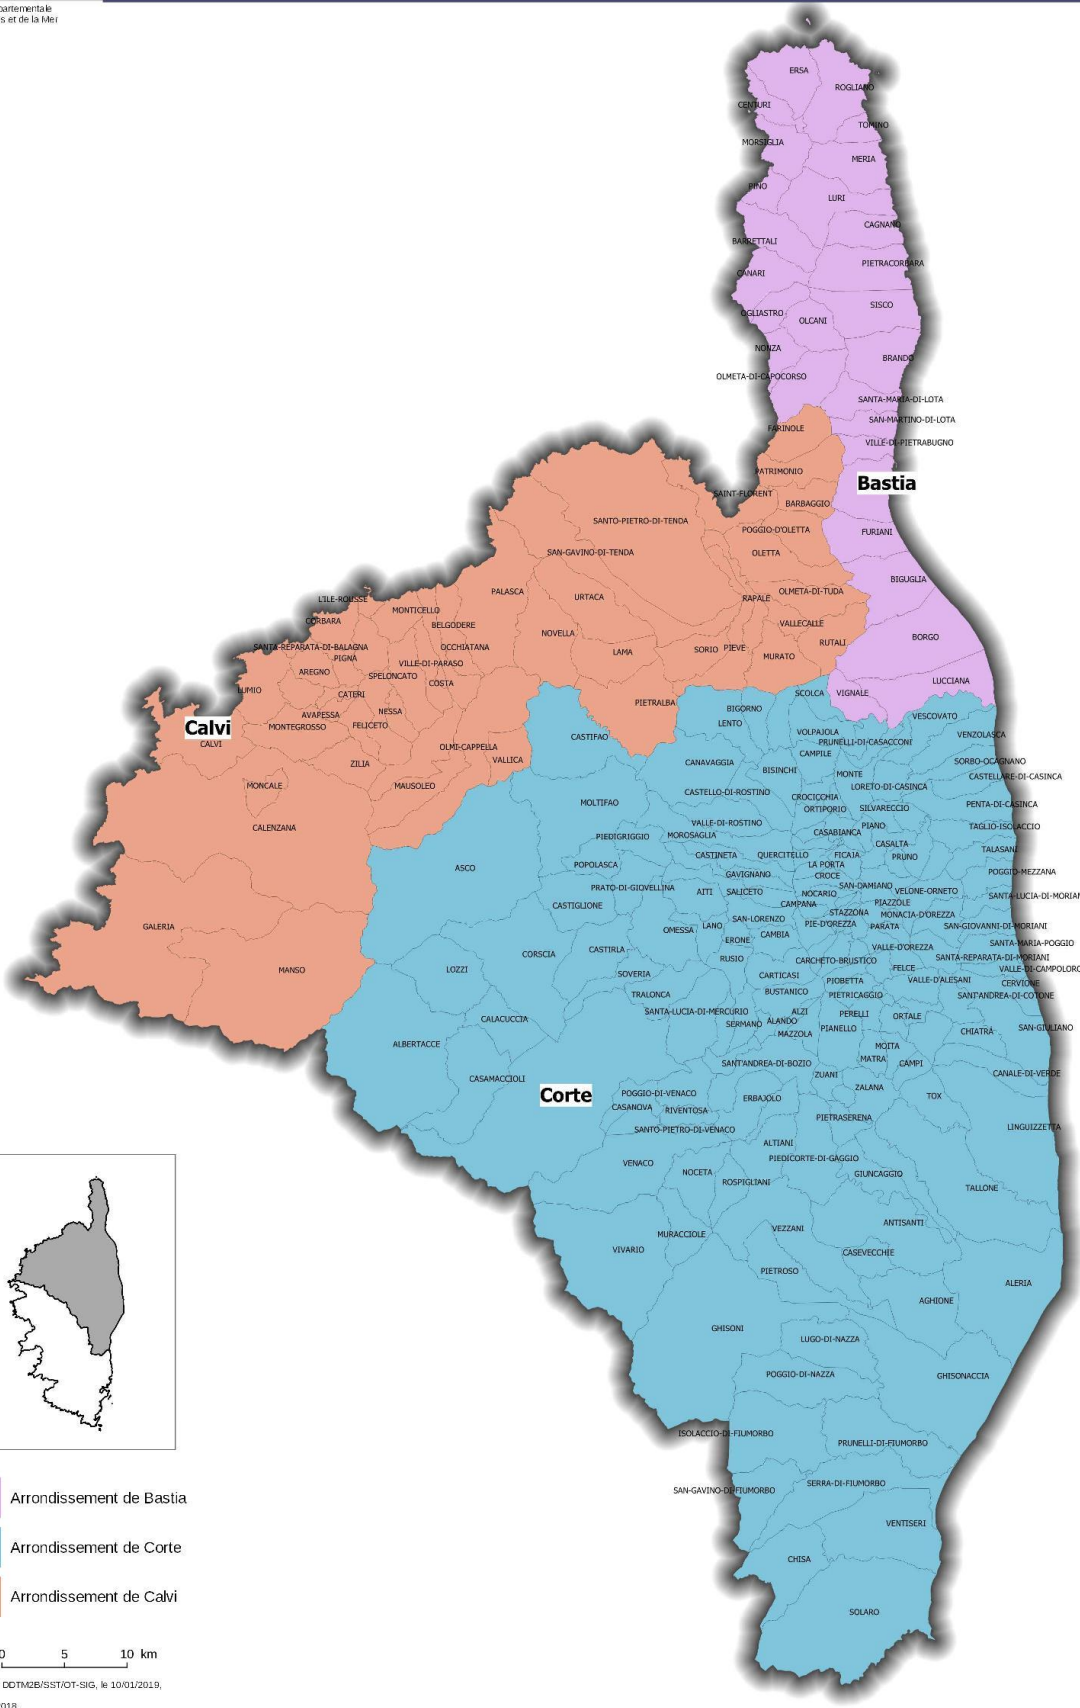 partementale
s et de la Mer
ERSA
ROGLIANO
CENTURI
TOMINO
MORSIGLIA
MERIA
PINO
LURI
CAGNANO
BARRETTALI
PIETRACORBARA
CANARI
SISCO
OGLIASTRO
OLCANI
NONZA
BRANDO
OLMETA-DI-CAPOCORSO
SANTA-MARIA-DI-LOTA
SAN-MARTINO-DI-LOTA
FARINOLE
VILLE-DI-PIETRABUGNO
PATRIMONIO
Bastia
SAINT-FLORENT
BARBAGGIO
SANTO-PIETRO-DI-TENDA
POGGIO-D'OLETTA
FURIANI
SAN-GAVINO-DI-TENDA
OLETTA
BIGUGLIA
PALASCA
OLMETA-DI-TUDA
L'ILE-ROUSSE
URTACA
RAPALE
MONTICELLO
CORBARA
BELGODERE
VALLECALLE
NOVELLA
BORGO
SANTA-REPARATA-DI-BALAGNA
OCCHIATANA
RUTALI
PIGNA
LAMA
SORIO
PIEVE
MURATO
VILLE-DI-PARASO
AREGNO
SPELONCATO
COSTA
LUCCIANA
LUMIO
CATERI
SCOLCA
VIGNALE
PIETRALBA
BIGORNO
NESSA
AVAPESSA
VESCOVATO
LENTO
MONTEGROSSO
FELICETO
Calvi
CALVI
CASTIFAO
VOLPAJOLA
VENZOLASCA
PRUNELLI-DI-CASACCONI
OLMI-CAPPELLA
CAMPILE
VALLICA
CANAVAGGIA
SORBO-OCAGNANO
ZILIA
BISINCHI
MONTE
CASTELLARE-DI-CASINCA
MONCALE
MAUSOLEO
LORETO-DI-CASINCA
CASTELLO-DI-ROSTINO
CROCICCHIA
MOLTIFAO
PENTA-DI-CASINCA
ORTIPORIO
SILVARECCIO
CALENZANA
VALLE-DI-ROSTINO
PIANO
TAGLIO-ISOLACCIO
PIEDIGRIGGIO
MOROSAGLIA
CASABIANCA
CASALTA
TALASANI
CASTINETA
QUERCITELLO
FICAJA
PRUNO
ASCO
POPOLASCA
LA PORTA
GAVIGNANO
CROCE
POGGIO-MEZZANA
PRATO-DI-GIOVELLINA
AITI
SALICETO
NOCARIO
SAN-DAMIANO
VELONE-ORNETO
SANTA-LUCIA-DI-MORIAN
CASTIGLIONE
CAMPANA
PIAZZOLE
STAZZONA
MONACIA-D'OREZZA
SAN-LORENZO
PIE-D'OREZZA
PARATA
SAN-GIOVANNI-DI-MORIANI
GALERIA
OMESSA
LANO
ERONE
CAMBIA
SANTA-MARIA-POGGIO
CORSCIA
CASTIRLA
VALLE-D'OREZZA
RUSIO
CARCHETO-BRUSTICO
SANTA-REPARATA-DI-MORIANI
MANSO
LOZZI
SOVERIA
CARTICASI
FELCE
VALLE-DI-CAMPOLORO
PIOBETTA
VALLE-D'ALESANI
CERVIONE
TRALONCA
BUSTANICO
PIETRICAGGIO
SANT'ANDREA-DI-COTONE
SANTA-LUCIA-DI-MERCURIO
ALZI
PERELLI
ORTALE
CALACUCCIA
SERMANO
ALANDO
PIANELLO
CHIATRA
SAN-GIULIANO
MAZZOLA
ALBERTACCE
MOITA
MATRA
CAMPI
SANT'ANDREA-DI-BOZIO
CANALE-DI-VERDE
CASAMACCIOLI
ZUANI
ZALANA
Corte
POGGIO-DI-VENACO
ERBAJOLO
TOX
CASANOVA
RIVENTOSA
PIETRASERENA
SANTO-PIETRO-DI-VENACO
LINGUIZZETTA
ALTIANI
PIEDICORTE-DI-GAGGIO
VENACO
NOCETA
GIUNCAGGIO
ROSPIGLIANI
TALLONE
ANTISANTI
VEZZANI
MURACCIOLE
VIVARIO
CASEVECCHIE
PIETROSO
ALERIA
AGHIONE
GHISONI
LUGO-DI-NAZZA
POGGIO-DI-NAZZA
GHISONACCIA
ISOLACCIO-DI-FIUMORBO
PRUNELLI-DI-FIUMORBO
SERRA-DI-FIUMORBO
SAN-GAVINO-DI-FIUMORBO
VENTISERI
CHISA
SOLARO
Arrondissement de Bastia
Arrondissement de Corte
Arrondissement de Calvi
0 5 10 km
DDTM2B/SST/OT-SIG, le 10/01/2019,
2018